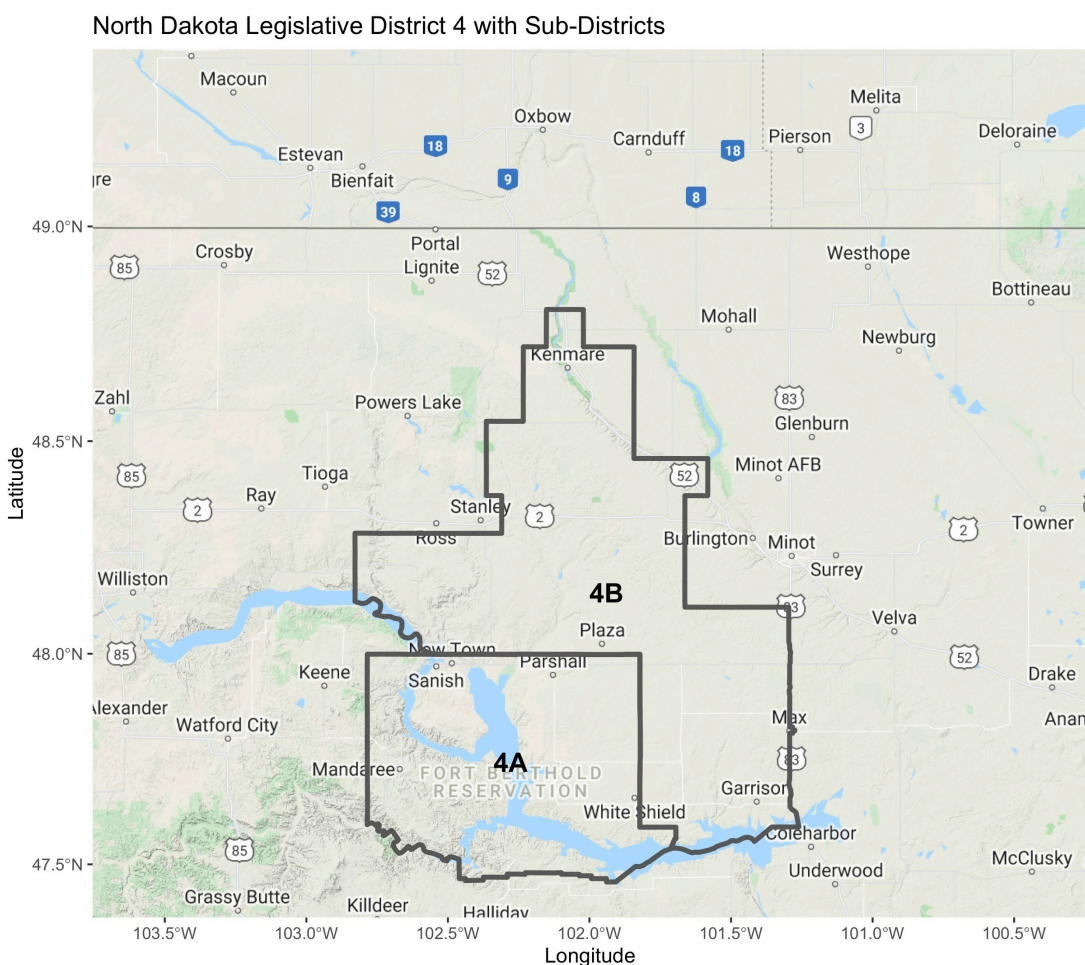 North Dakota Legislative District 4 with Sub-Districts
Macoun
Melita
Oxbow
3
Deloraine
Carnduff
Pierson
18
18
Estevan
Bienfait
9
gre
8
39
49.0°N
Portal
Crosby
Westhope
85
Lignite
52
Bottineau
Mohall
Newburg
Kenmare
Zahl
83
Powers Lake
Glenburn
48.5°N
Minot AFB
Tioga
85
52
Ray
Stanley
2
2
2
Towner
Ross
Burlington
Minot
Surrey
Williston
4B
83
Velva
Plaza
48.0°N
85
New Town
Parshall
52
Keene
Sanish
Drake
Alexander
Max
Anan
Watford City
83
4A
Mandaree
FORT BERTHOLD
RESERVATION
Garrison
White Shield
Coleharbor
85
47.5°N
McClusky
Underwood
Grassy Butte
Killdeer
Halliday
103.5°W
103.0°W
102.5°W
102.0°W
101.5°W
101.0°W
100.5°W
Longitude
Latitude